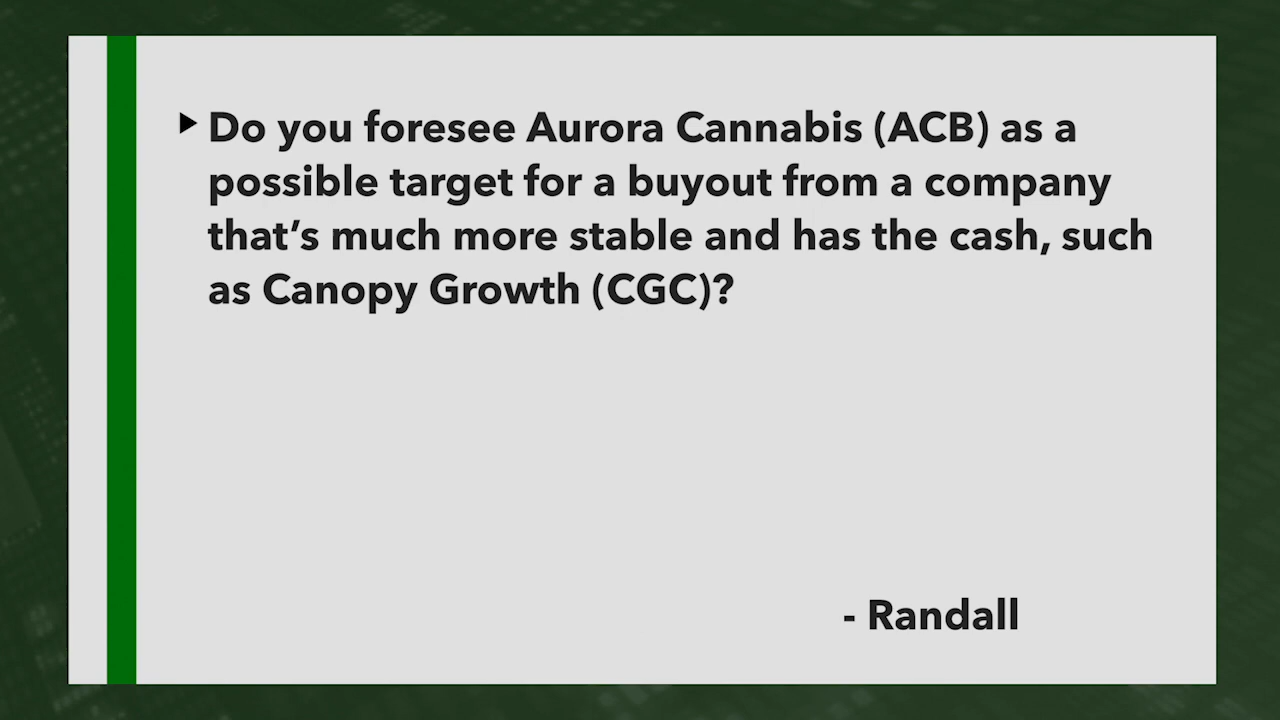 Do you foresee Aurora Cannabis (ACB) as a
possible target for a buyout from a company
that’s much more stable and has the cash, such
as Canopy Growth (CGC)?
- Randall